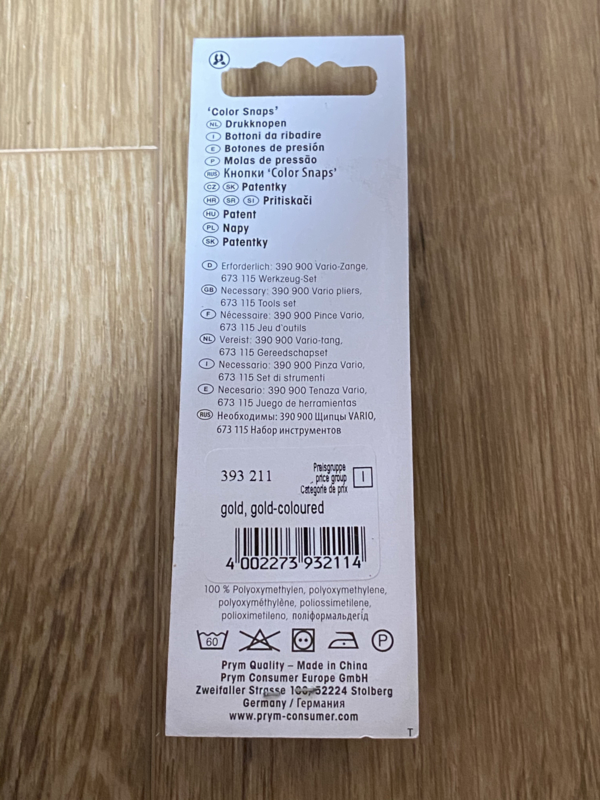 'Color Snaps'
NL Drukknopen
I Bottoni da ribadire
E Botones de presión
P Molas de pressão
RUS Кнопки 'Color Snaps'
CZ SK Patentky
HR SR SI Pritiskači
HU Patent
PL Napy
SK Patentky
D Erforderlich: 390 900 Vario-Zange,
673 115 Werkzeug-Set
GB Necessary: 390 900 Vario pliers,
673 115 Tools set
F Nécessaire: 390 900 Pince Vario,
673 115 Jeu d'outils
NL Vereist: 390 900 Vario-tang,
673 115 Gereedschapset
I Necessario: 390 900 Pinza Vario,
673 115 Set di strumenti
E Necesario: 390 900 Tenaza Vario,
673 115 Juego de herramientas
RUS Необходимы: 390 900 Щипцы VARIO,
673 115 Набор инструментов
393 211
Preisgruppe
price group
Catégorie de prix
I
gold, gold-coloured
4 002273 932114
100 % Polyoxymethylen, polyoxymethylene,
polyoxyméthylène, poliossimetilene,
polioximetileno, поліформальдегід
60
P
Prym Quality – Made in China
Prym Consumer Europe GmbH
Zweifaller Strasse 52224 Stolberg
Germany / Германия
www.prym-consumer.com
T